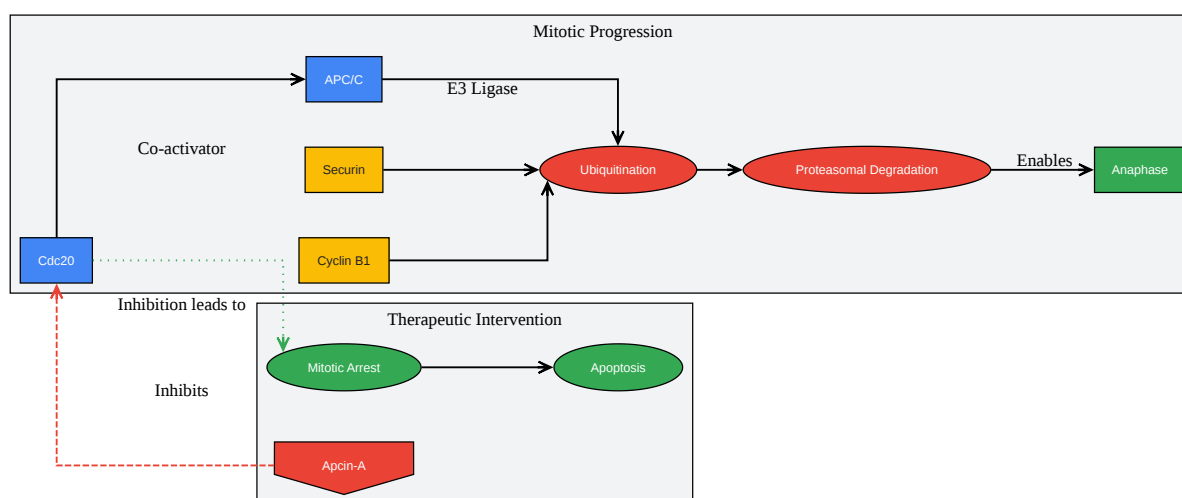 Mitotic Progression
APC/C
E3 Ligase
Co-activator
Securin
Ubiquitination
Proteasomal Degradation
Enables
Anaphase
Cdc20
Cyclin B1
Inhibition leads to
Therapeutic Intervention
Mitotic Arrest
Apoptosis
Inhibits
Apcin-A